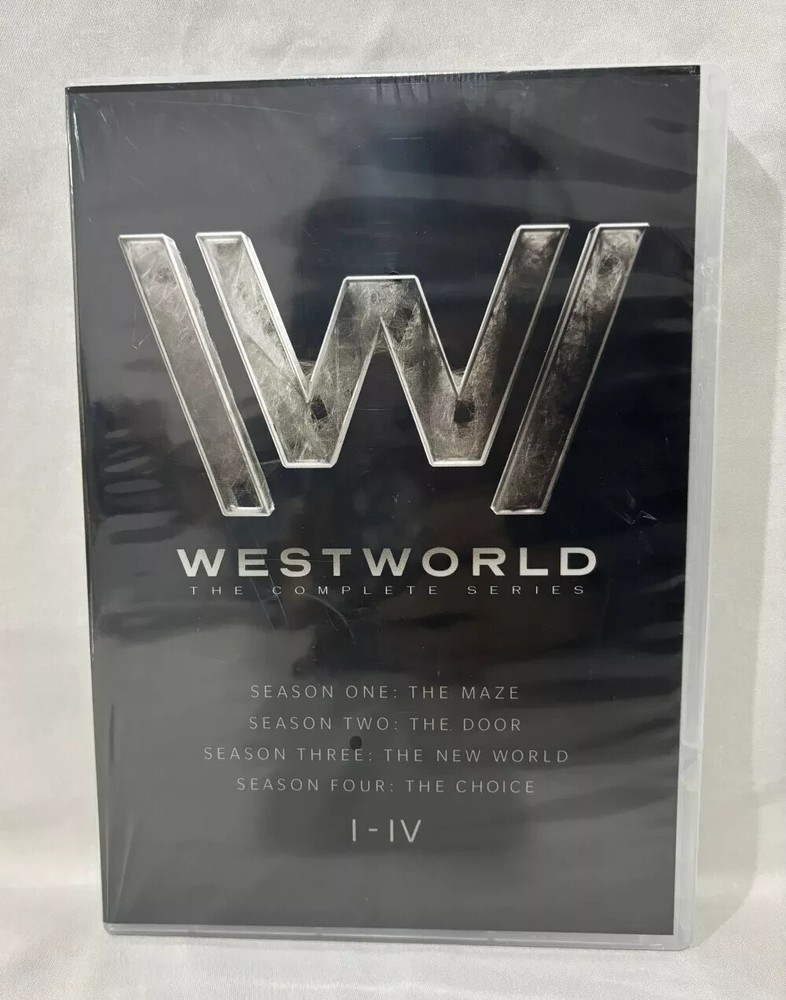 W
WESTWORLD
THE COMPLETE SERIES
SEASON ONE: THE MAZE
SEASON TWO: THE DOOR
SEASON THREE: THE NEW WORLD
SEASON FOUR: THE CHOICE
I-IV